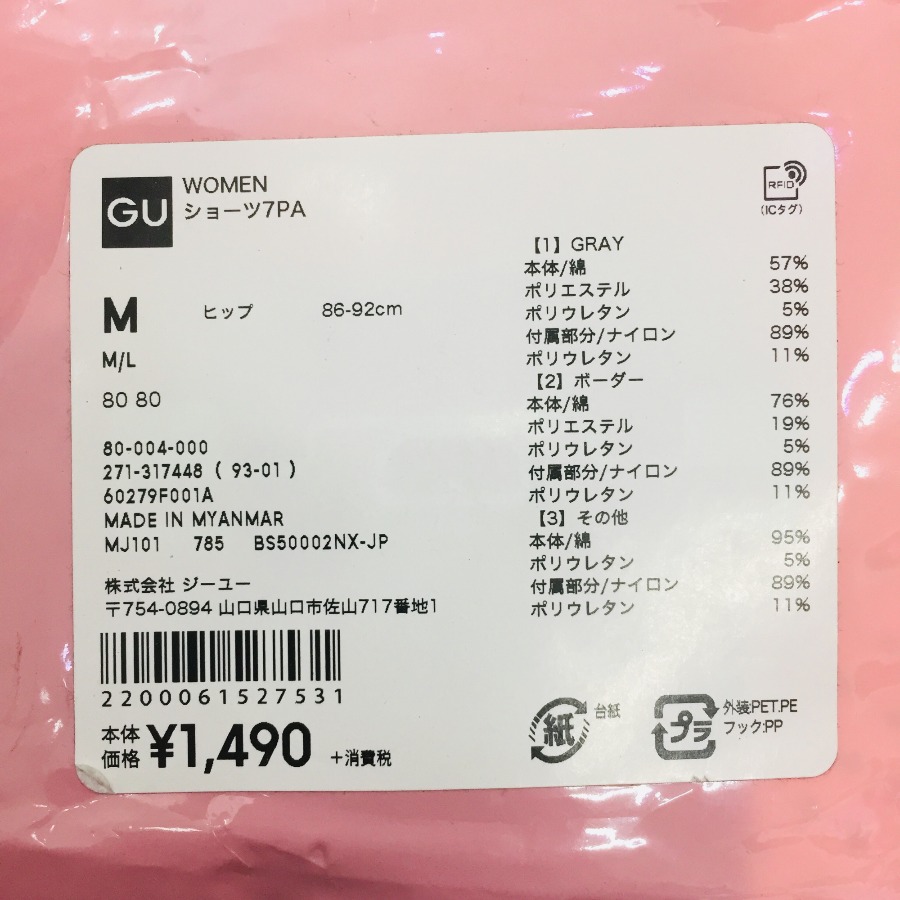 GU
WOMEN
ショーツ7PA
RFID
(ICタグ)
M ヒップ 86-92cm
M/L
80 80
80-004-000
271-317448 ( 93-01 )
60279F001A
MADE IN MYANMAR
MJ101 785 BS50002NX-JP
株式会社 ジーユー
〒754-0894 山口県山口市佐山717番地1
2200061527531
本体価格 ¥1,490 +消費税
【1】GRAY
本体/綿 57%
ポリエステル 38%
ポリウレタン 5%
付属部分/ナイロン 89%
ポリウレタン 11%
【2】ボーダー
本体/綿 76%
ポリエステル 19%
ポリウレタン 5%
付属部分/ナイロン 89%
ポリウレタン 11%
【3】その他
本体/綿 95%
ポリウレタン 5%
付属部分/ナイロン 89%
ポリウレタン 11%
紙 台紙
プラ 外装PET.PE
フック:PP